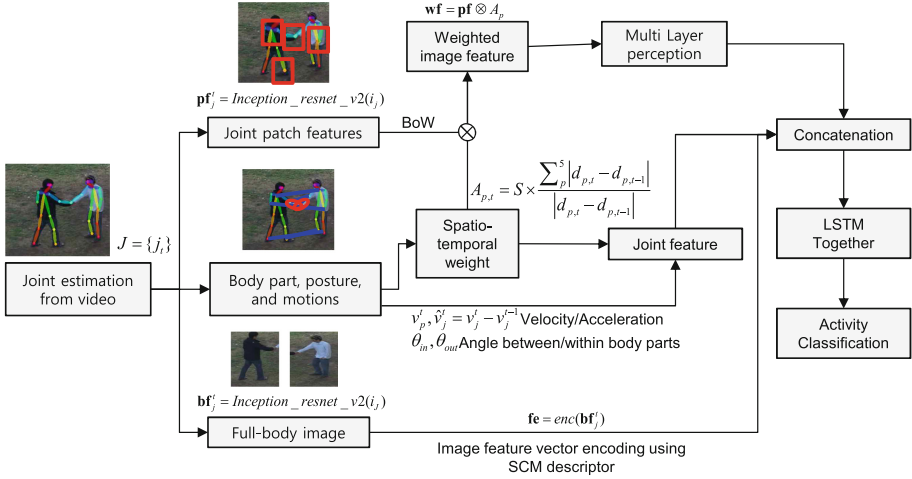 wf = pf ⊗ A_p
Weighted
image feature
Multi Layer
perception
pf_j^t = Inception_resnet_v2(i_j)
Joint patch features
BoW
Concatenation
A_{p,t} = S × \frac{\sum_p^5 |d_{p,t} - d_{p,t-1}|}{|d_{p,t} - d_{p,t-1}|}
J = {j_t}
Joint estimation
from video
Body part, posture,
and motions
Spatio-
temporal
weight
Joint feature
LSTM
Together
v_p^t, \hat{v}_j^t = v_j^t - v_j^{t-1} Velocity/Acceleration
θ_in, θ_out Angle between/within body parts
Activity
Classification
bf_j^t = Inception_resnet_v2(i_j)
Full-body image
fe = enc(bf_j^t)
Image feature vector encoding using
SCM descriptor